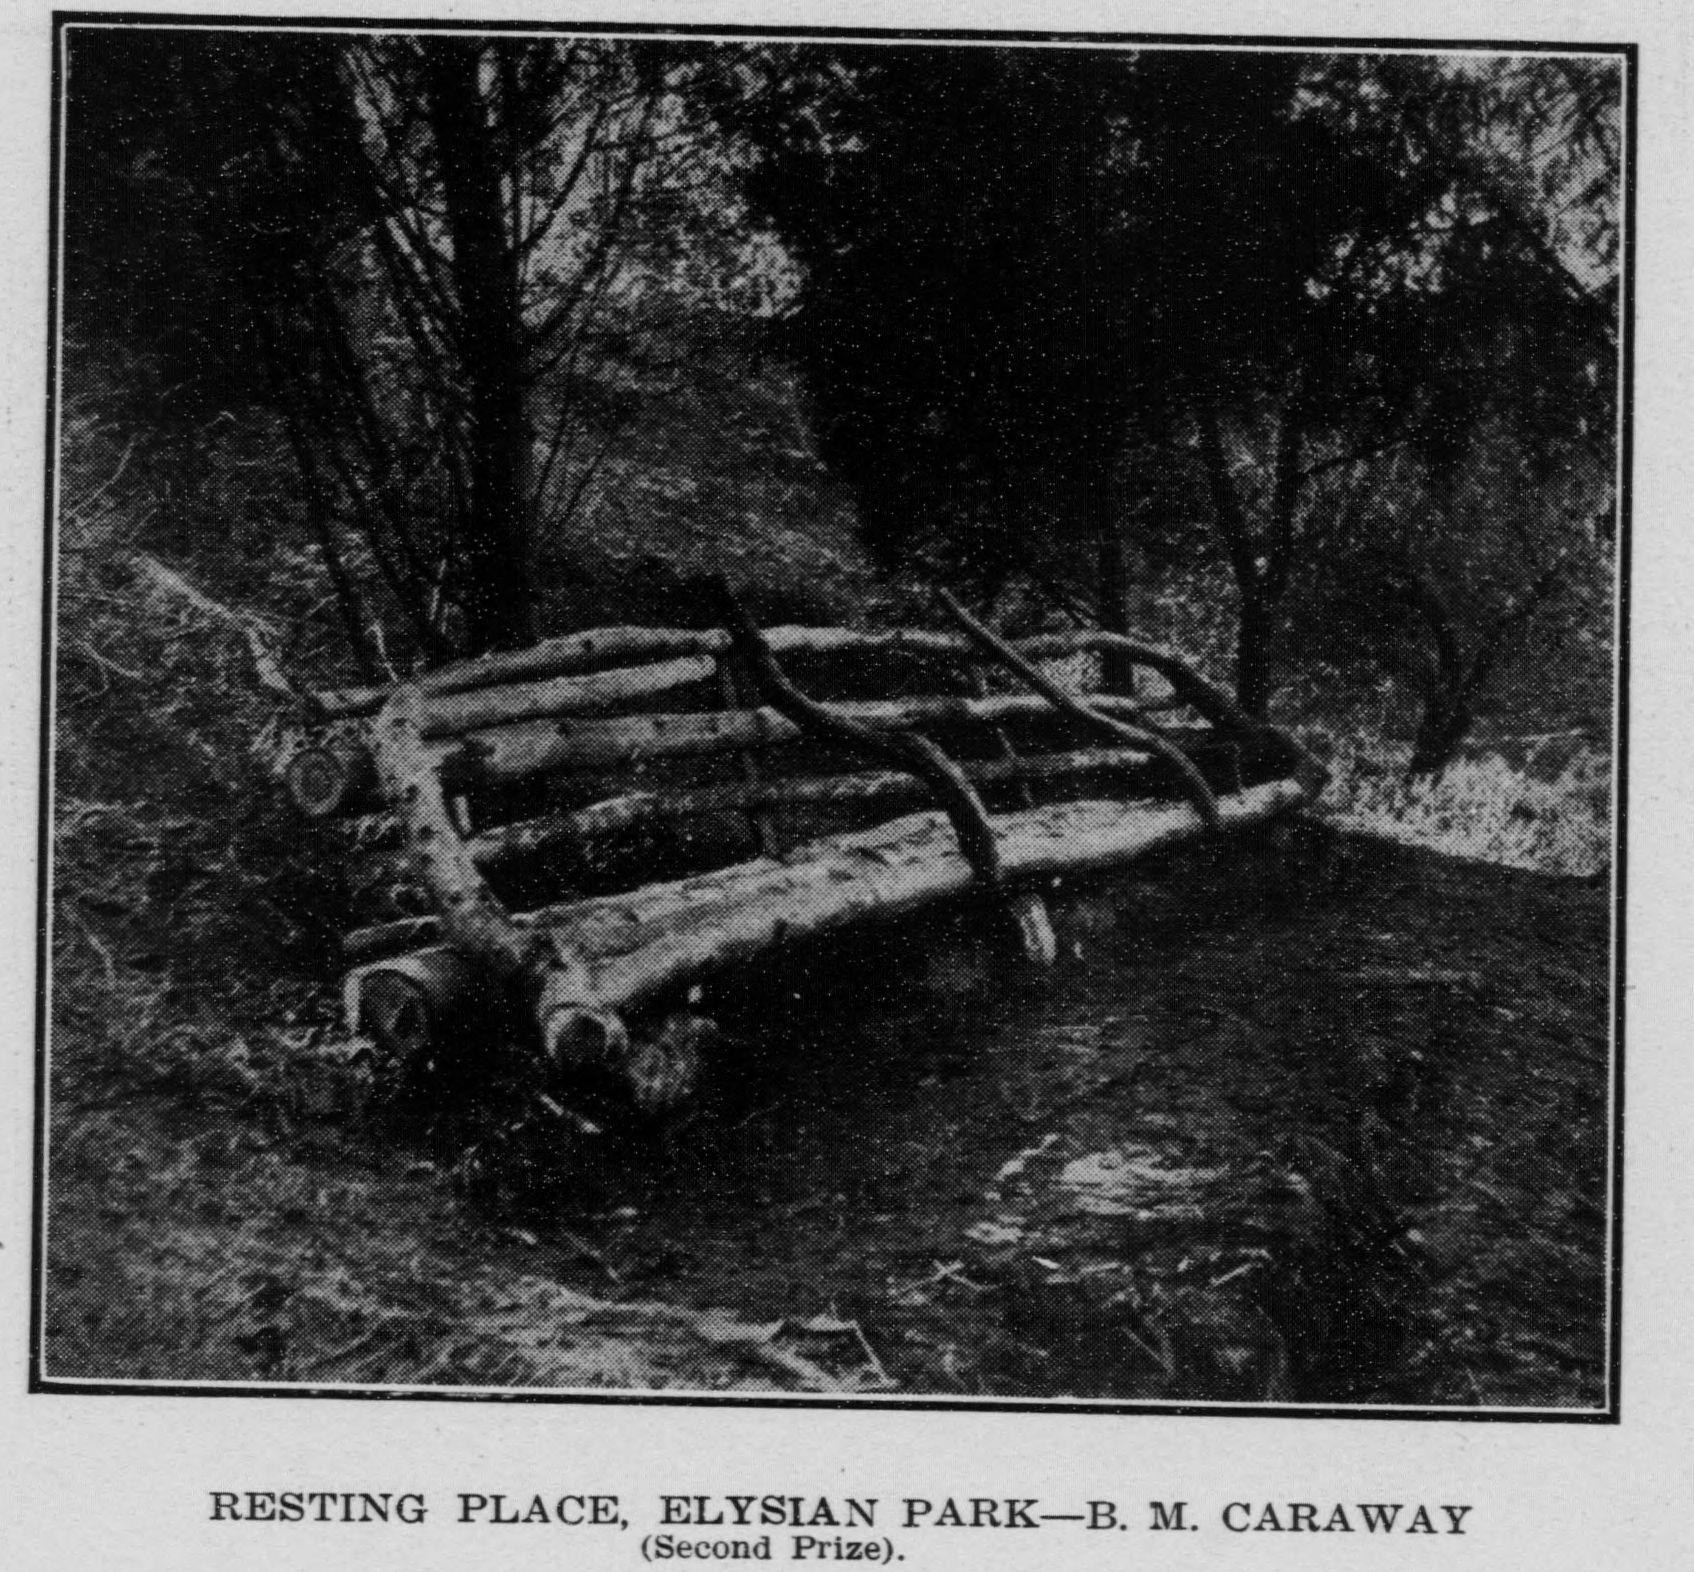 RESTING PLACE, ELYSIAN PARK—B. M. CARAWAY
(Second Prize).